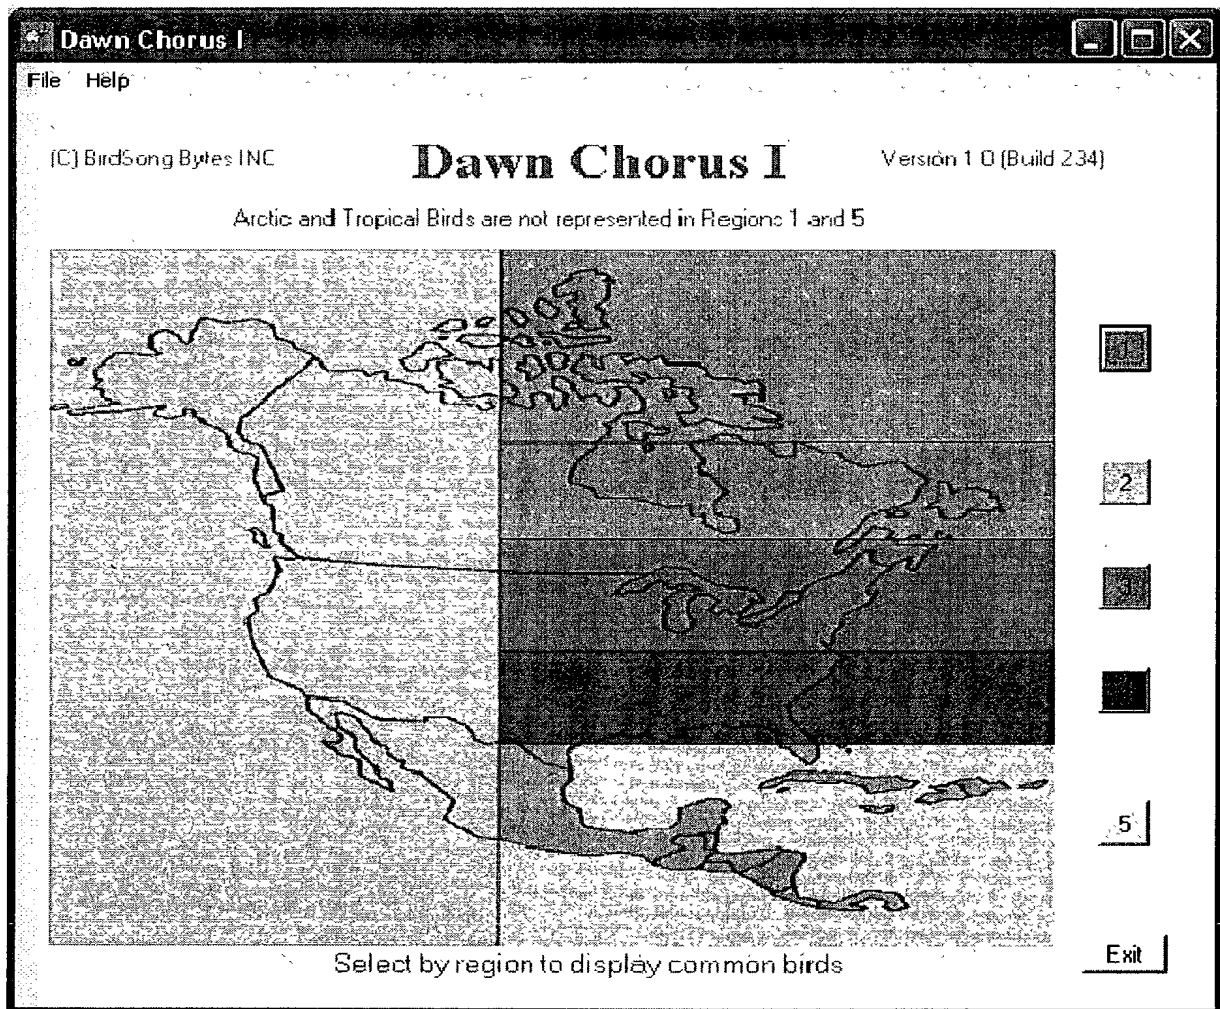 Dawn Chorus I
File Help
(C) BirdSong Bytes INC
Dawn Chorus I
Version 1 0 (Build 234)
Arctic and Tropical Birds are not represented in Regions 1 and 5
2
3
5
Select by region to display common birds
Exit